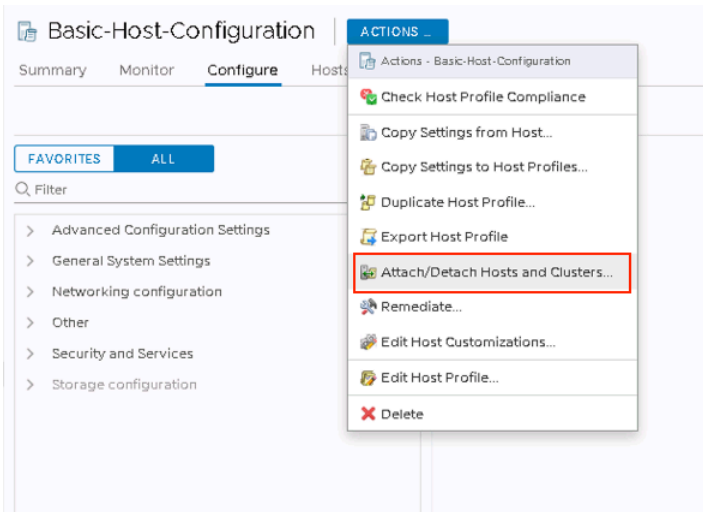 Basic-Host-Configuration
ACTIONS
Summary Monitor Configure Hosts
Actions - Basic-Host-Configuration
Check Host Profile Compliance
Copy Settings from Host...
Copy Settings to Host Profiles...
Duplicate Host Profile...
Export Host Profile
Attach/Detach Hosts and Clusters...
Remediate...
Edit Host Customizations...
Edit Host Profile...
Delete
FAVORITES ALL
Filter
Advanced Configuration Settings
General System Settings
Networking configuration
Other
Security and Services
Storage configuration